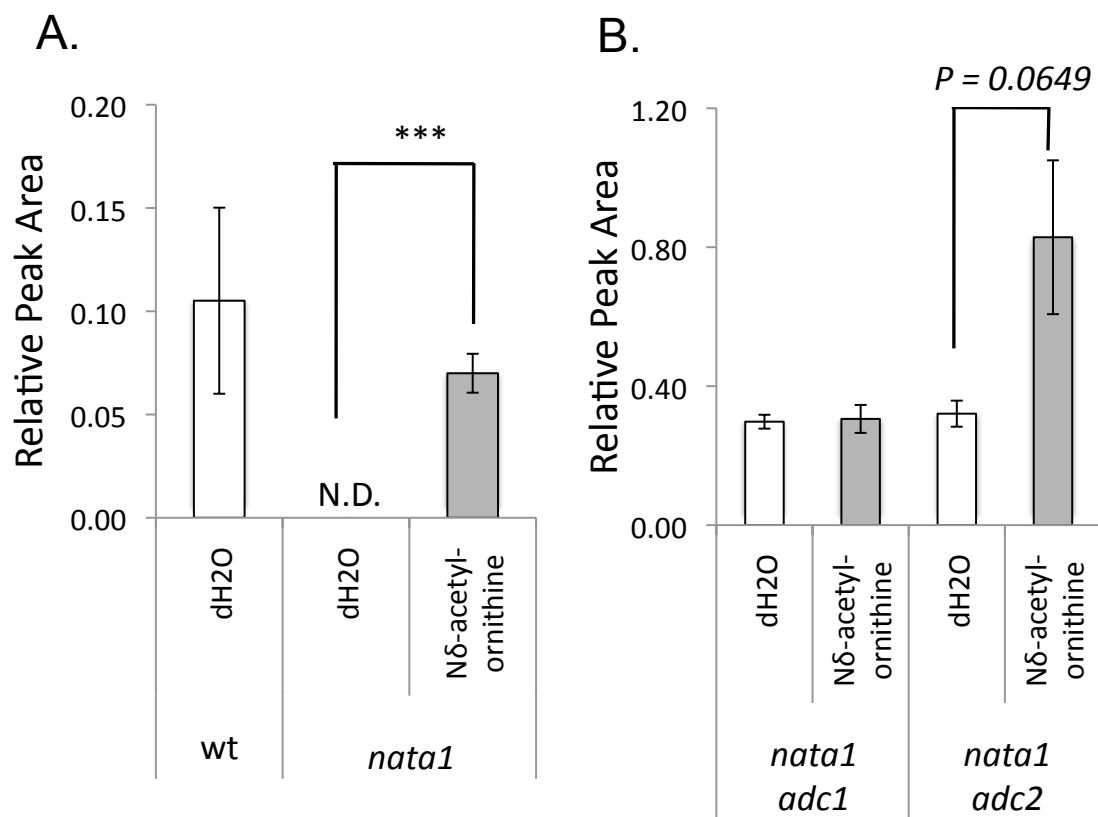 A.
Relative Peak Area
0.20
0.15
0.10
0.05
0.00
***
N.D.
dH2O
dH2O
Nδ-acetyl-
ornithine
wt
nata1
B.
P = 0.0649
Relative Peak Area
1.20
0.80
0.40
0.00
dH2O
Nδ-acetyl-
ornithine
dH2O
Nδ-acetyl-
ornithine
nata1
adc1
nata1
adc2